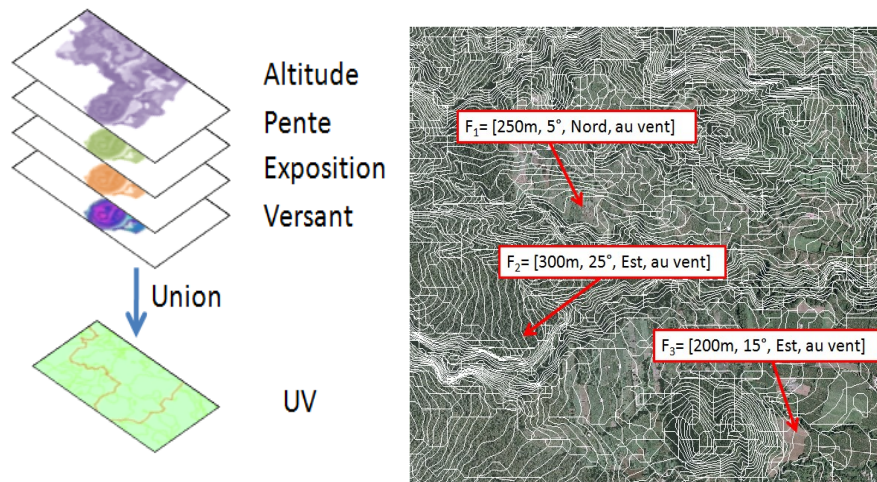 Altitude
Pente
Exposition
Versant
Union
UV
F₁= [250m, 5°, Nord, au vent]
F₂= [300m, 25°, Est, au vent]
F₃= [200m, 15°, Est, au vent]